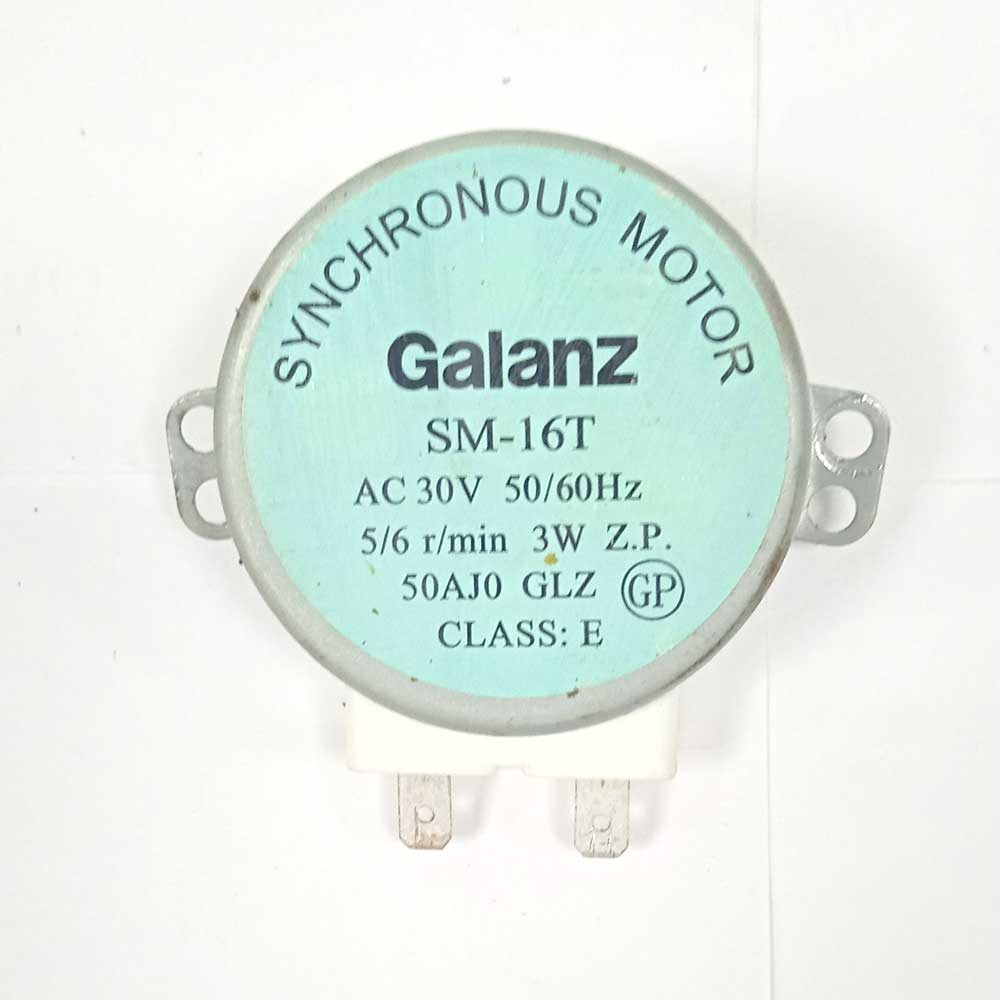 SYNCHRONOUS MOTOR
Galanz
SM-16T
AC 30V 50/60Hz
5/6 r/min 3W Z.P.
50AJ0 GLZ GP
CLASS: E